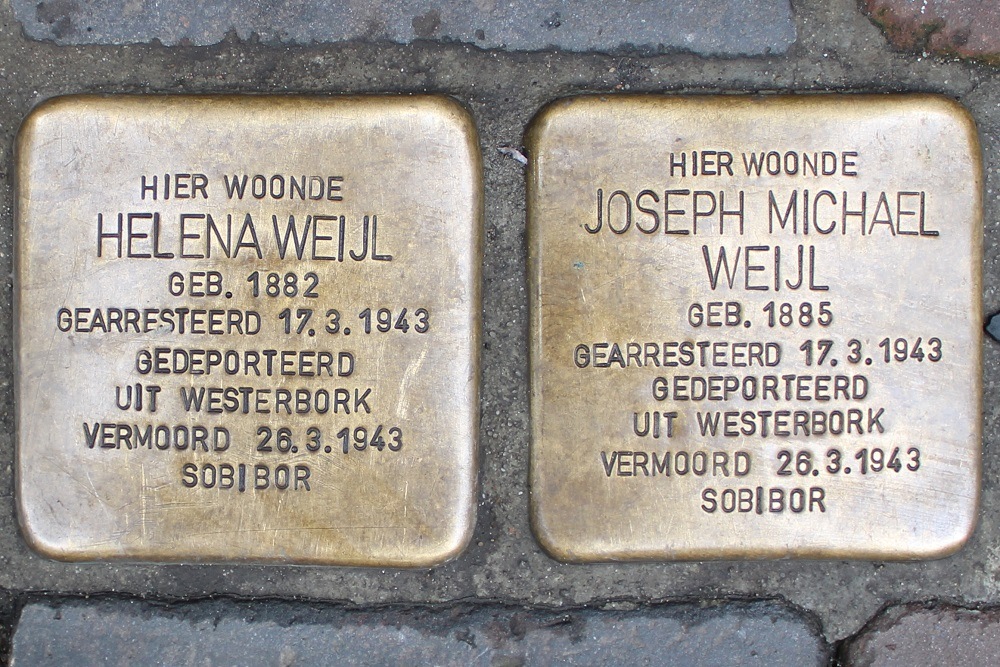 HIER WOONDE
HELENA WEIJL
GEB. 1882
GEARRESTEERD 17.3.1943
GEDEPORTEERD
UIT WESTERBORK
VERMOORD 26.3.1943
SOBIBOR
HIER WOONDE
JOSEPH MICHAEL
WEIJL
GEB. 1885
GEARRESTEERD 17.3.1943
GEDEPORTEERD
UIT WESTERBORK
VERMOORD 26.3.1943
SOBIBOR